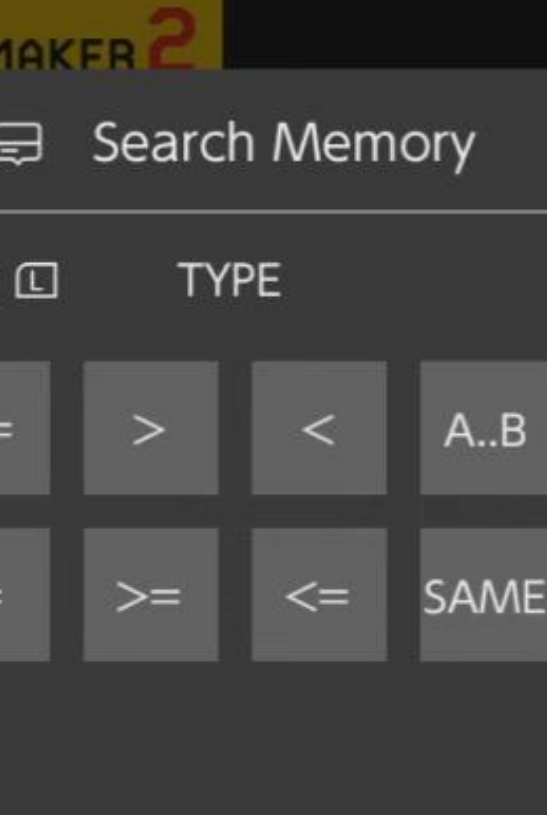 MAKER 2
Search Memory
L TYPE
= > < A..B
= >= <= SAME